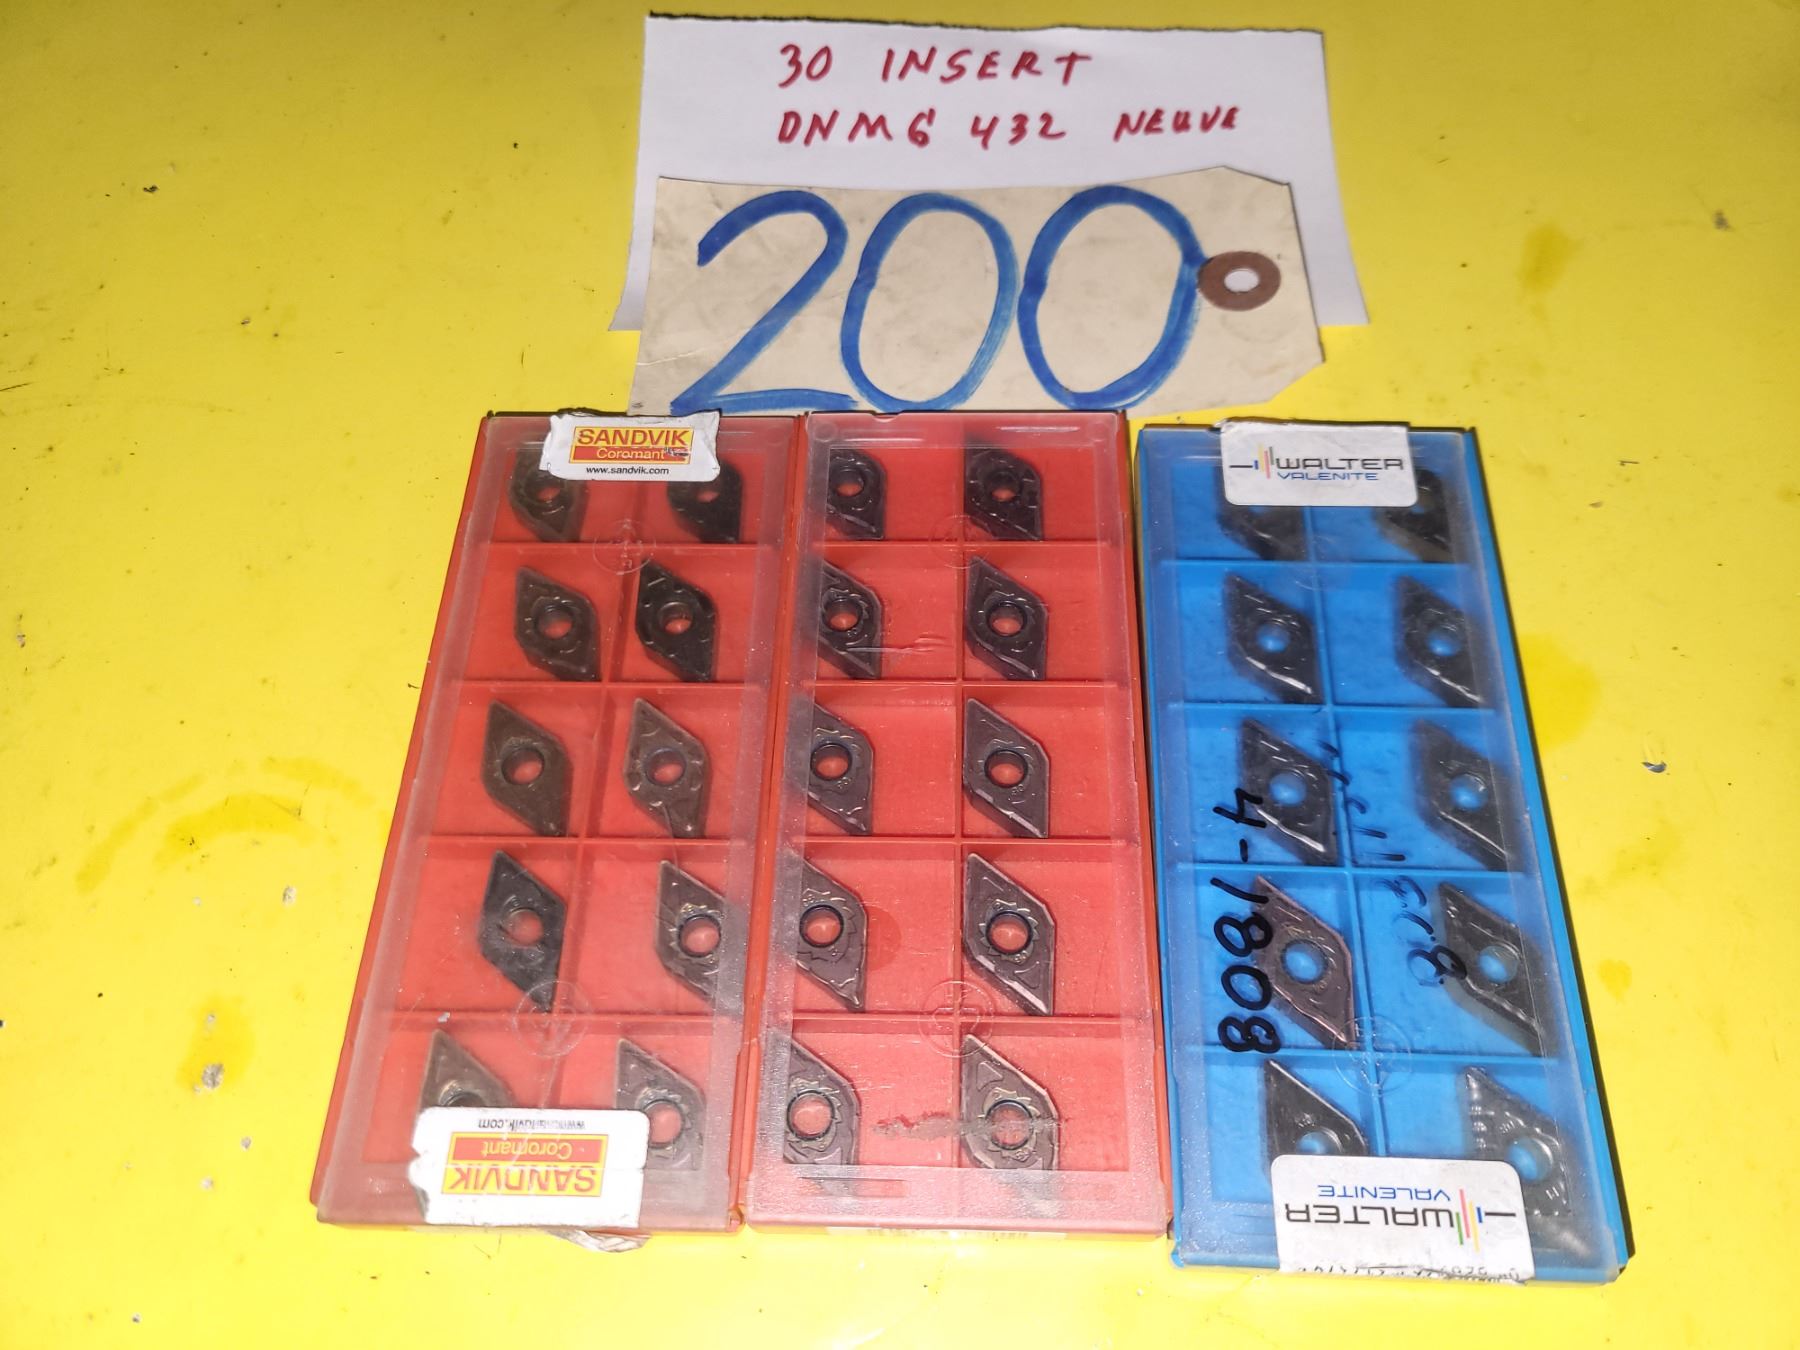 30 INSERT
DNMG 432 NEUVE
200
SANDVIK
Coromant
www.sandvik.com
WALTER
VALENITE
4-1808
www.sandvik.com
Coromant
SANDVIK
VALENITE
WALTER